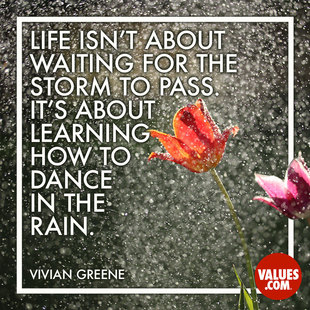 LIFE ISN'T ABOUT
WAITING FOR THE
STORM TO PASS.
IT'S ABOUT
LEARNING
HOW TO
DANCE
IN THE
RAIN.
VIVIAN GREENE
VALUES
.COM®